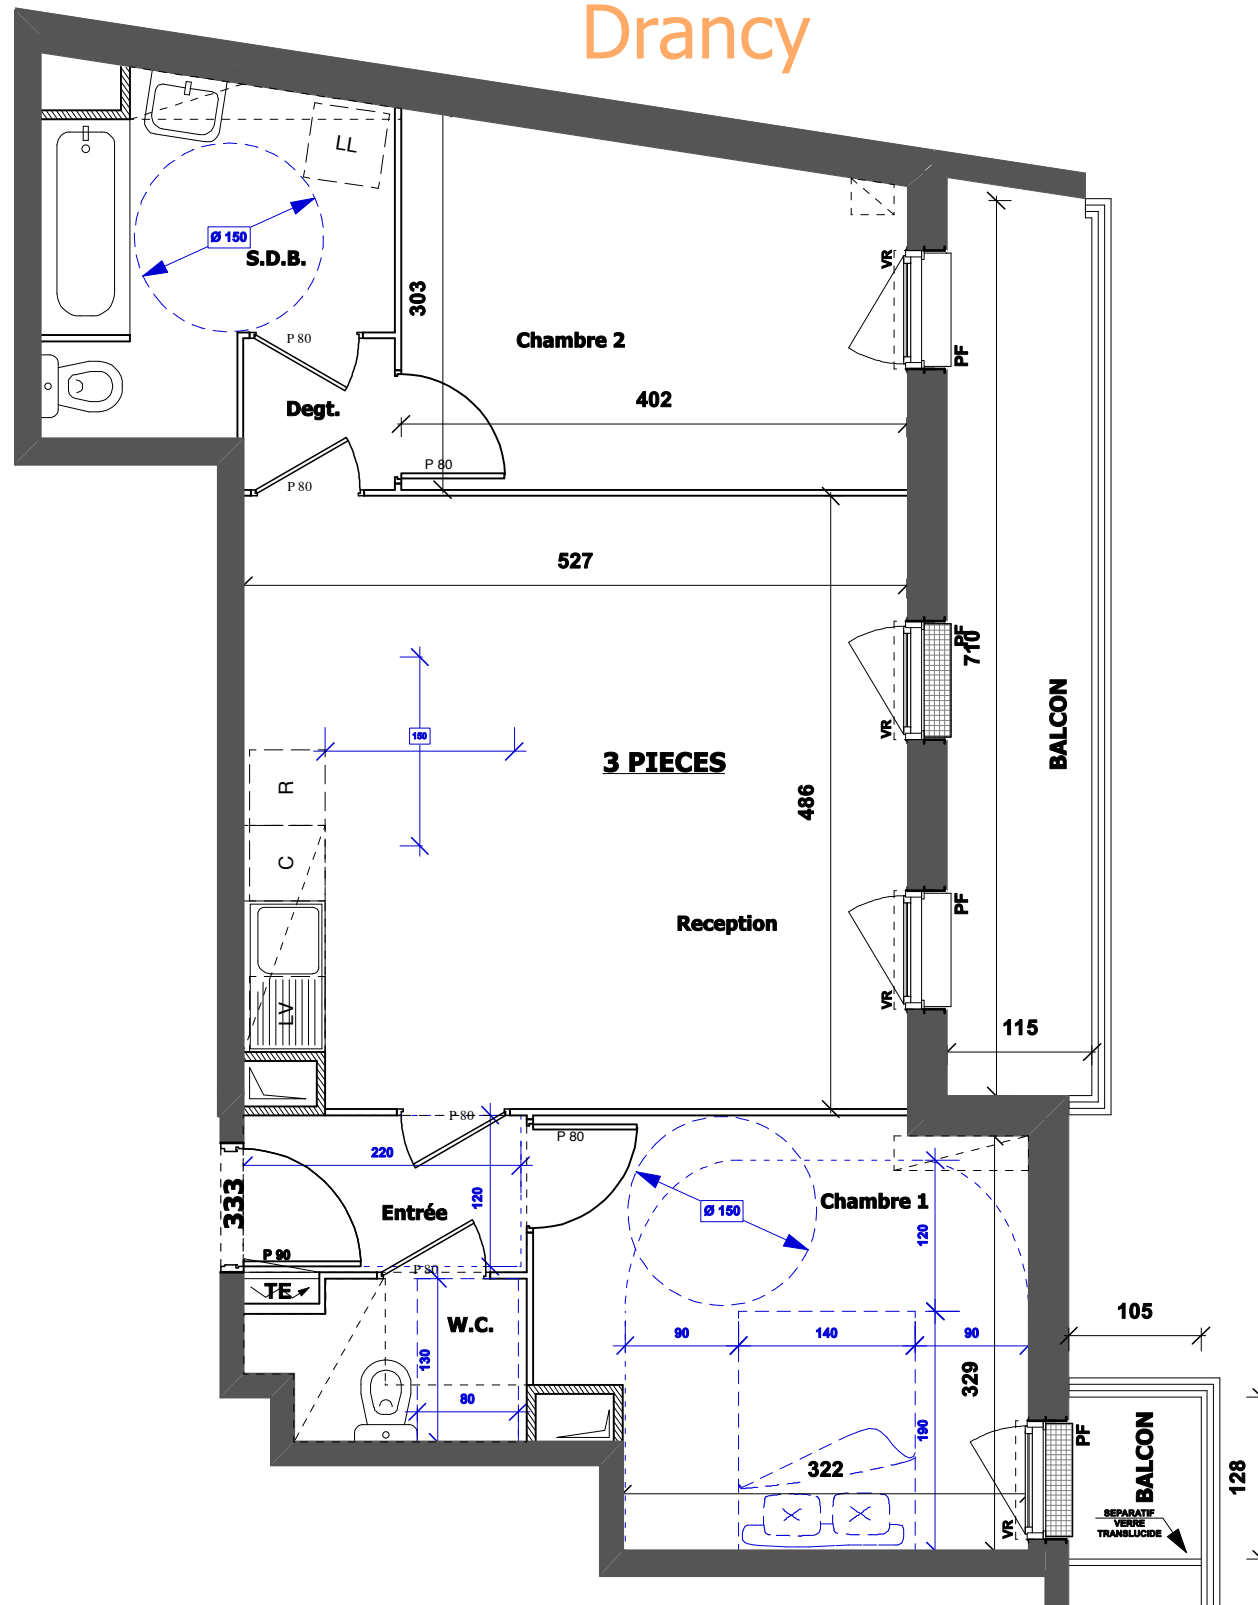 Drancy
LL
Ø 150
S.D.B.
VR
303
P 80
Chambre 2
PF
402
Degt.
P 80
P 80
527
PF
710
BALCON
150
VR
3 PIECES
R
486
C
PF
Reception
VR
LV
115
P 80
P 80
220
333
120
Entrée
Chambre 1
Ø 150
120
P 90
P 80
TE
W.C.
105
90
140
90
130
329
80
190
PF
BALCON
128
322
SEPARATIF
VERRE
TRANSLUCIDE
VR